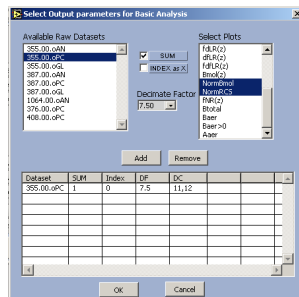 Select Output parameters for Basic Analysis
Available Raw Datasets
Select Plots
355.00.oAN
355.00.oPC
355.00.oGL
387.00.oAN
387.00.oPC
387.00.oGL
1064.00.oAN
376.00.oPC
408.00.oPC
SUM
INDEX as X
Decimate Factor
7.50
fdLR(z)
dfLR(z)
fdfLR(z)
Bmol(z)
NormBmol
NormRCS
fNR(z)
Btotal
Baer
Baer>0
Aaer
Add Remove
Dataset SUM Index DF DC
355.00.oPC 1 0 7.5 11,12
OK Cancel